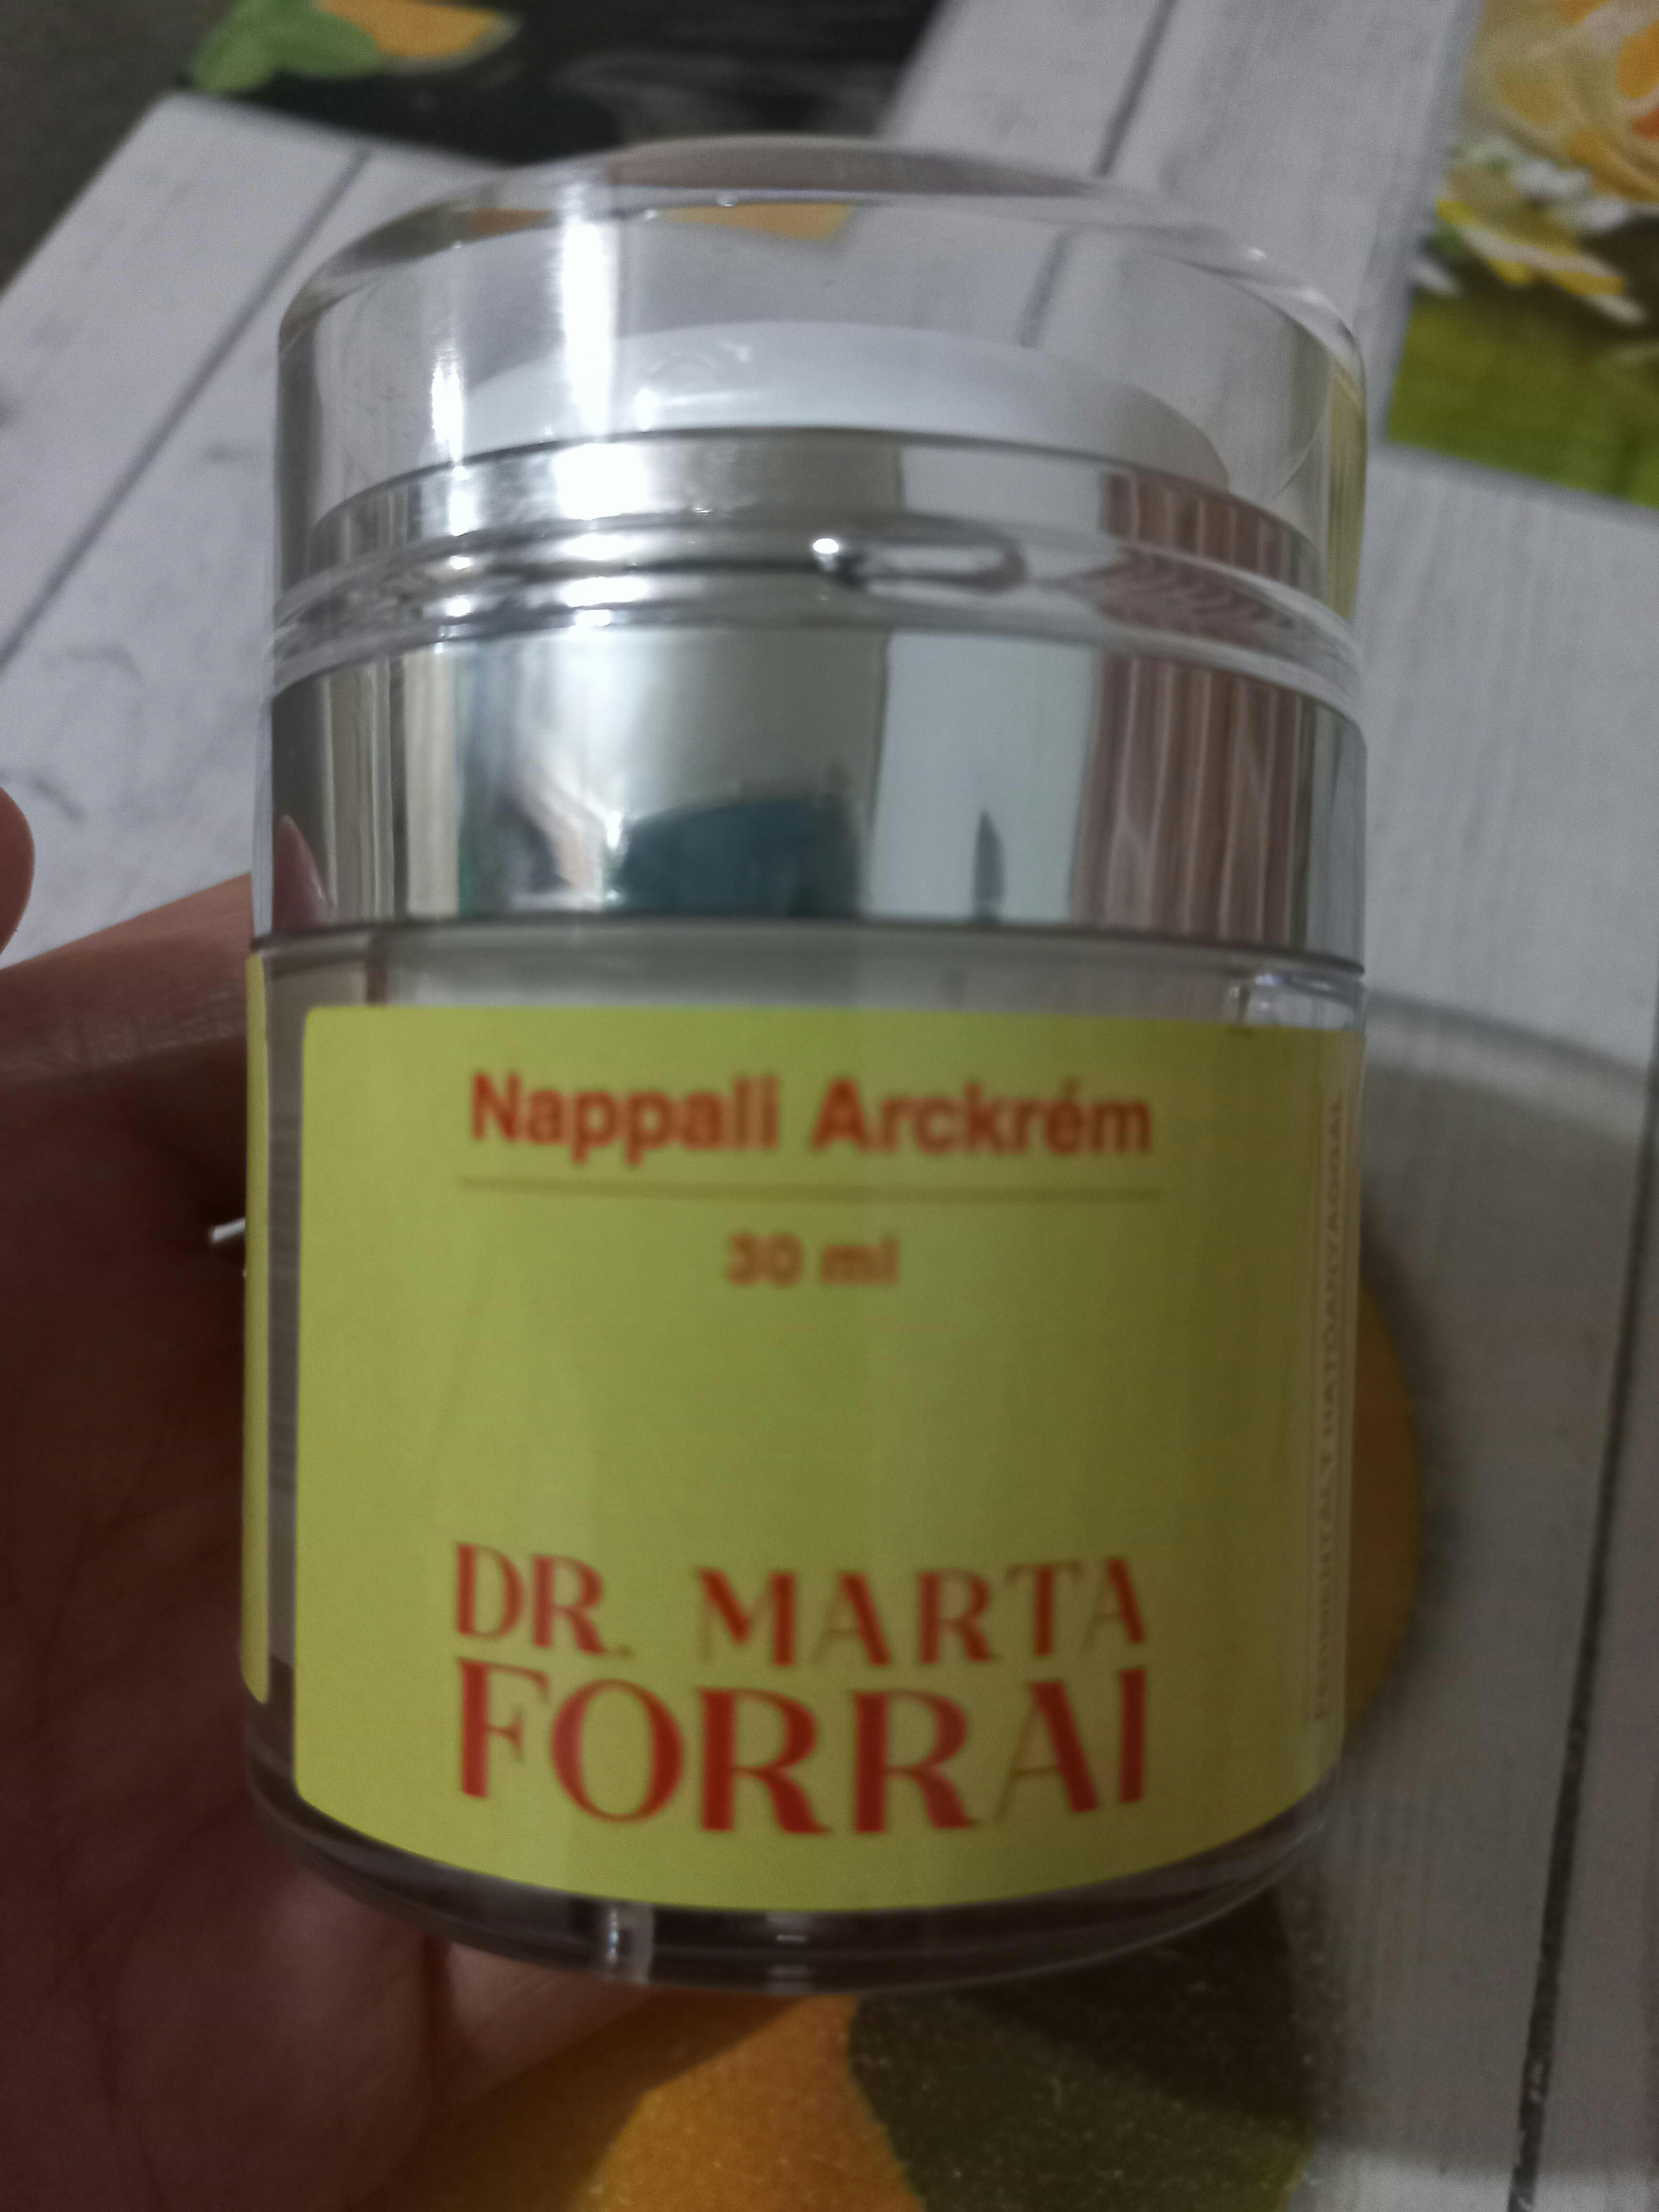 Nappali Arckrém
30 ml
DR. MARTA
FORRAI